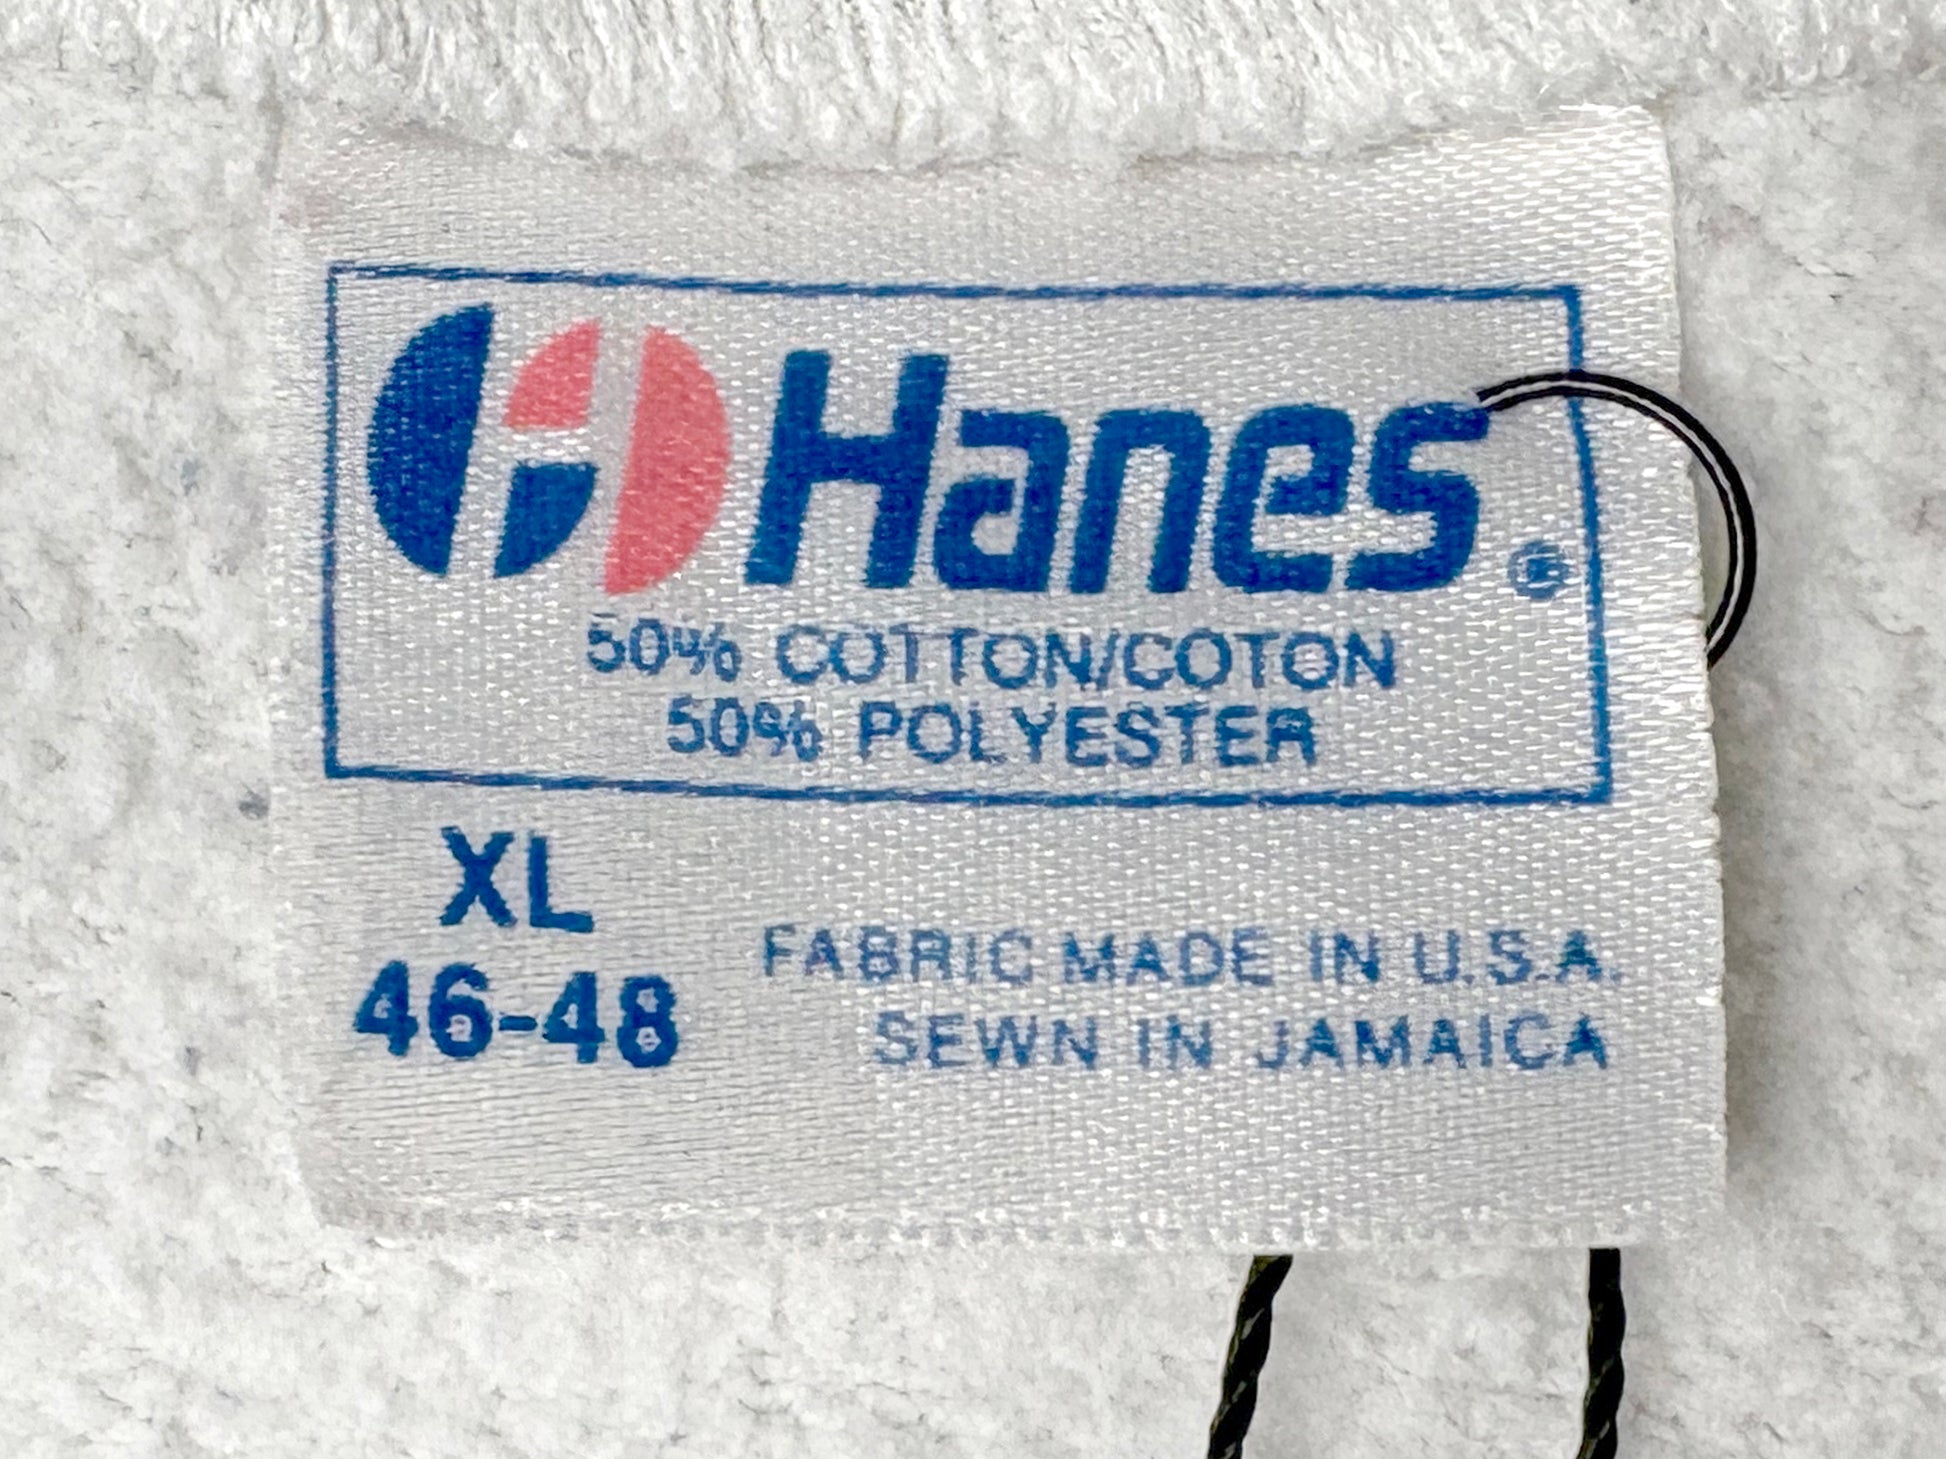 Hanes®
50% COTTON/COTON
50% POLYESTER
XL
46-48
FABRIC MADE IN U.S.A.
SEWN IN JAMAICA